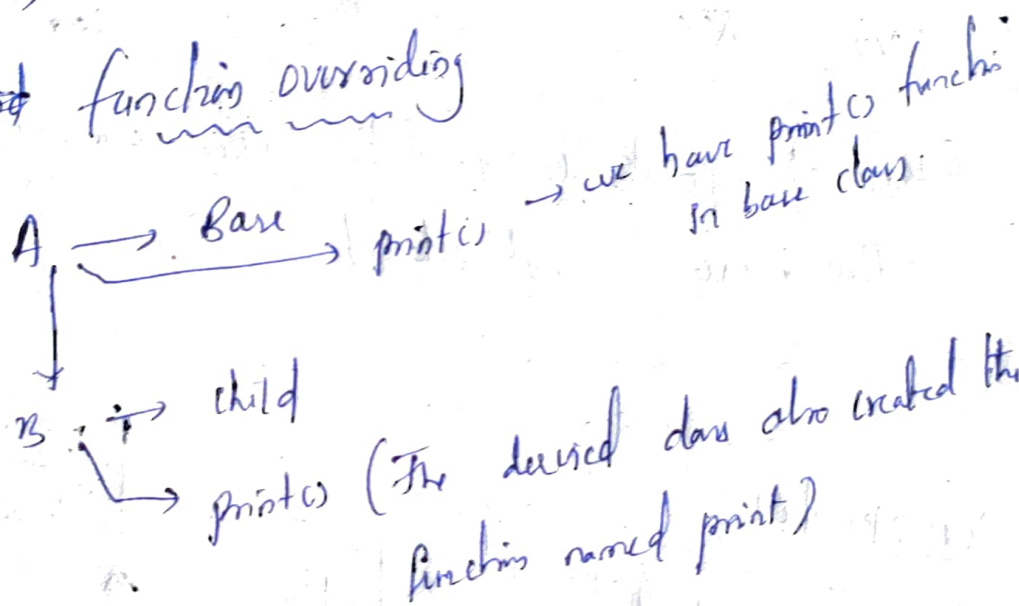 function overriding
A → Base
→ print() → we have print() function
in base class.
B → child
→ print() (The derived class also created the
function named print)